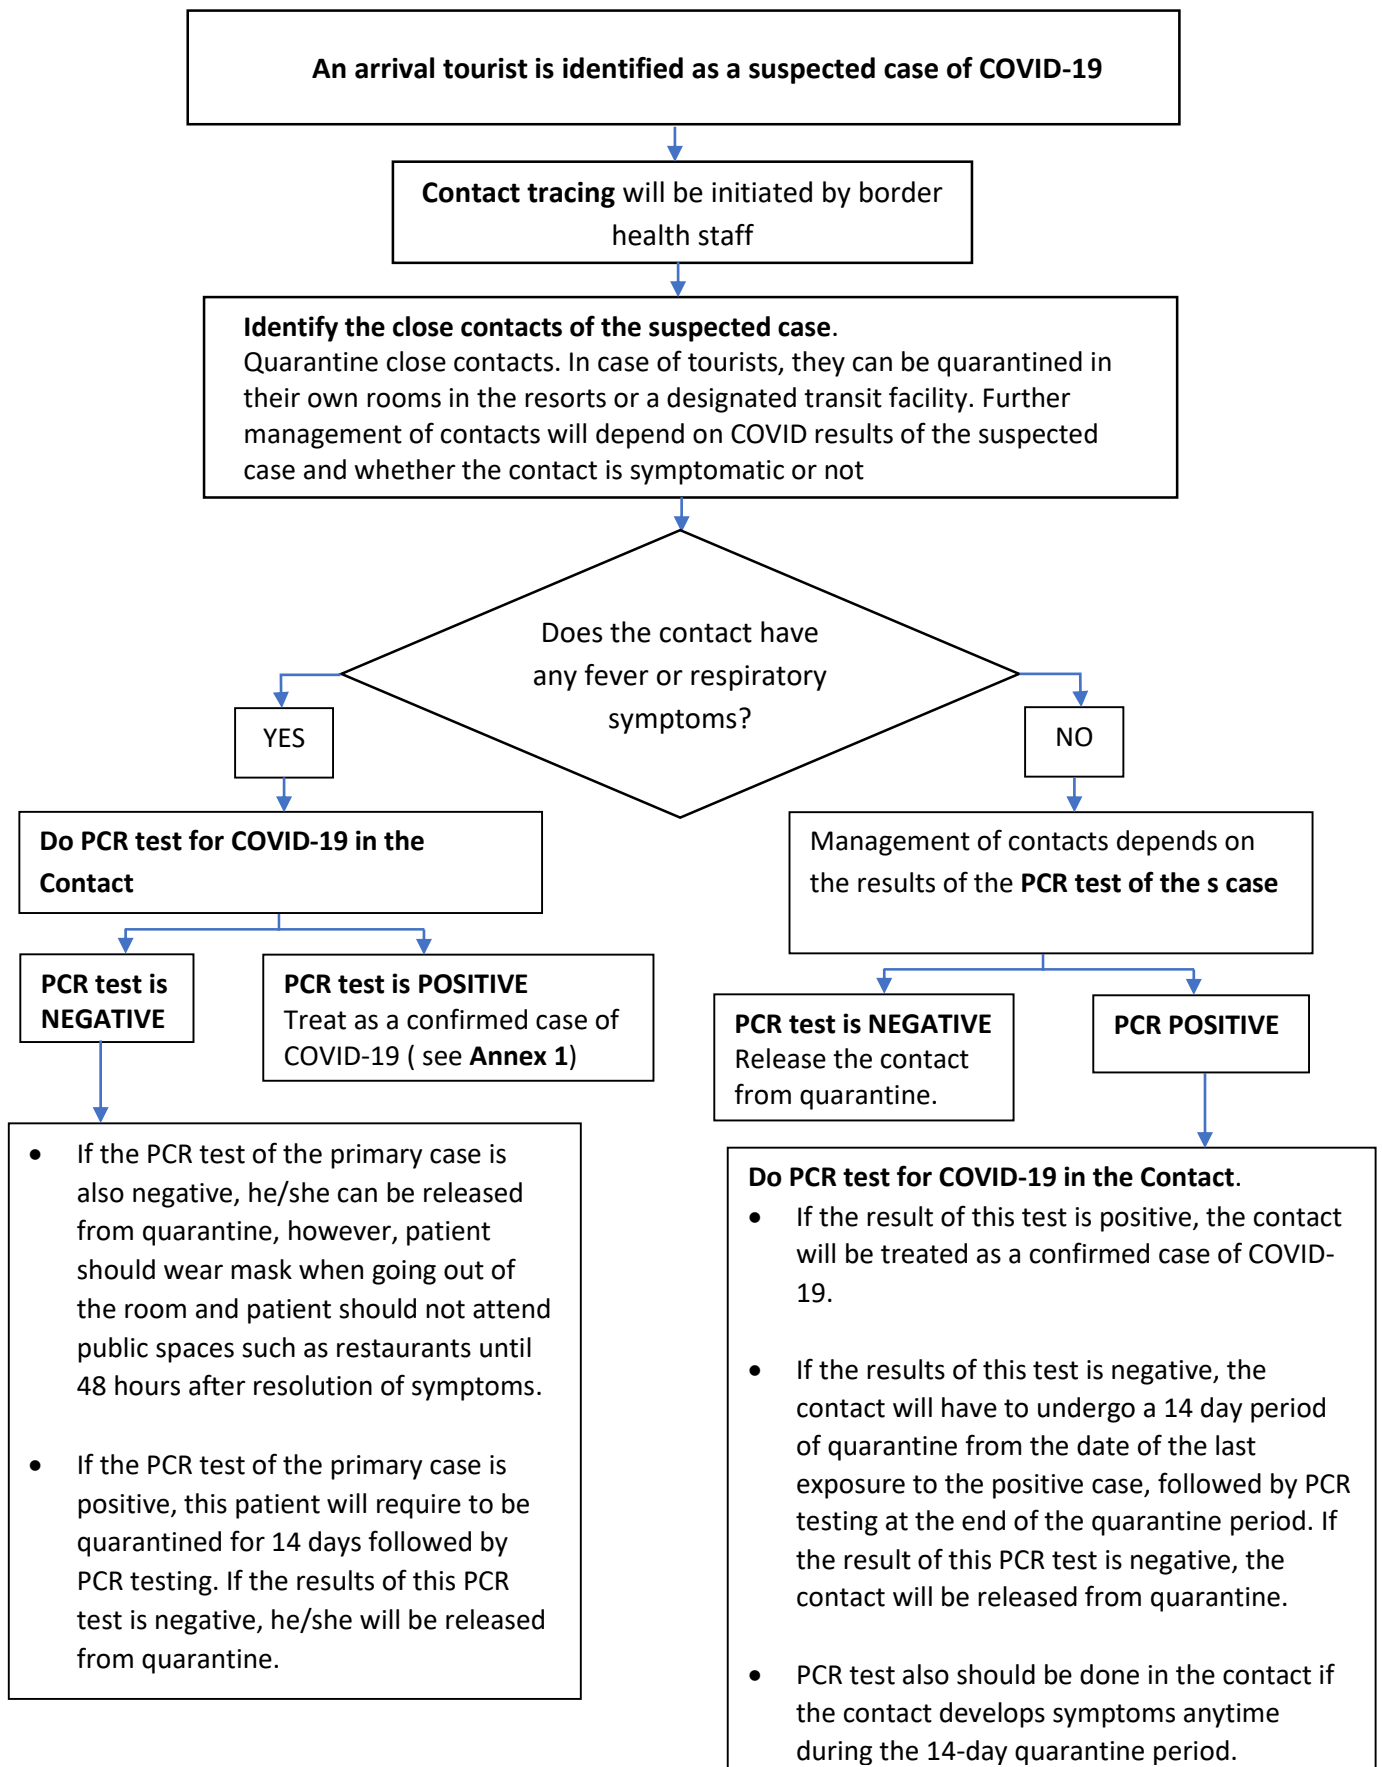 An arrival tourist is identified as a suspected case of COVID-19
Contact tracing will be initiated by border
health staff
Identify the close contacts of the suspected case.
Quarantine close contacts. In case of tourists, they can be quarantined in
their own rooms in the resorts or a designated transit facility. Further
management of contacts will depend on COVID results of the suspected
case and whether the contact is symptomatic or not
Does the contact have
any fever or respiratory
symptoms?
YES
NO
Do PCR test for COVID-19 in the
Contact
Management of contacts depends on
the results of the PCR test of the s case
PCR test is
NEGATIVE
PCR test is POSITIVE
Treat as a confirmed case of
COVID-19 ( see Annex 1)
PCR test is NEGATIVE
Release the contact
from quarantine.
PCR POSITIVE
• If the PCR test of the primary case is
also negative, he/she can be released
from quarantine, however, patient
should wear mask when going out of
the room and patient should not attend
public spaces such as restaurants until
48 hours after resolution of symptoms.
• If the PCR test of the primary case is
positive, this patient will require to be
quarantined for 14 days followed by
PCR testing. If the results of this PCR
test is negative, he/she will be released
from quarantine.
Do PCR test for COVID-19 in the Contact.
• If the result of this test is positive, the contact
will be treated as a confirmed case of COVID-
19.
• If the results of this test is negative, the
contact will have to undergo a 14 day period
of quarantine from the date of the last
exposure to the positive case, followed by PCR
testing at the end of the quarantine period. If
the result of this PCR test is negative, the
contact will be released from quarantine.
• PCR test also should be done in the contact if
the contact develops symptoms anytime
during the 14-day quarantine period.